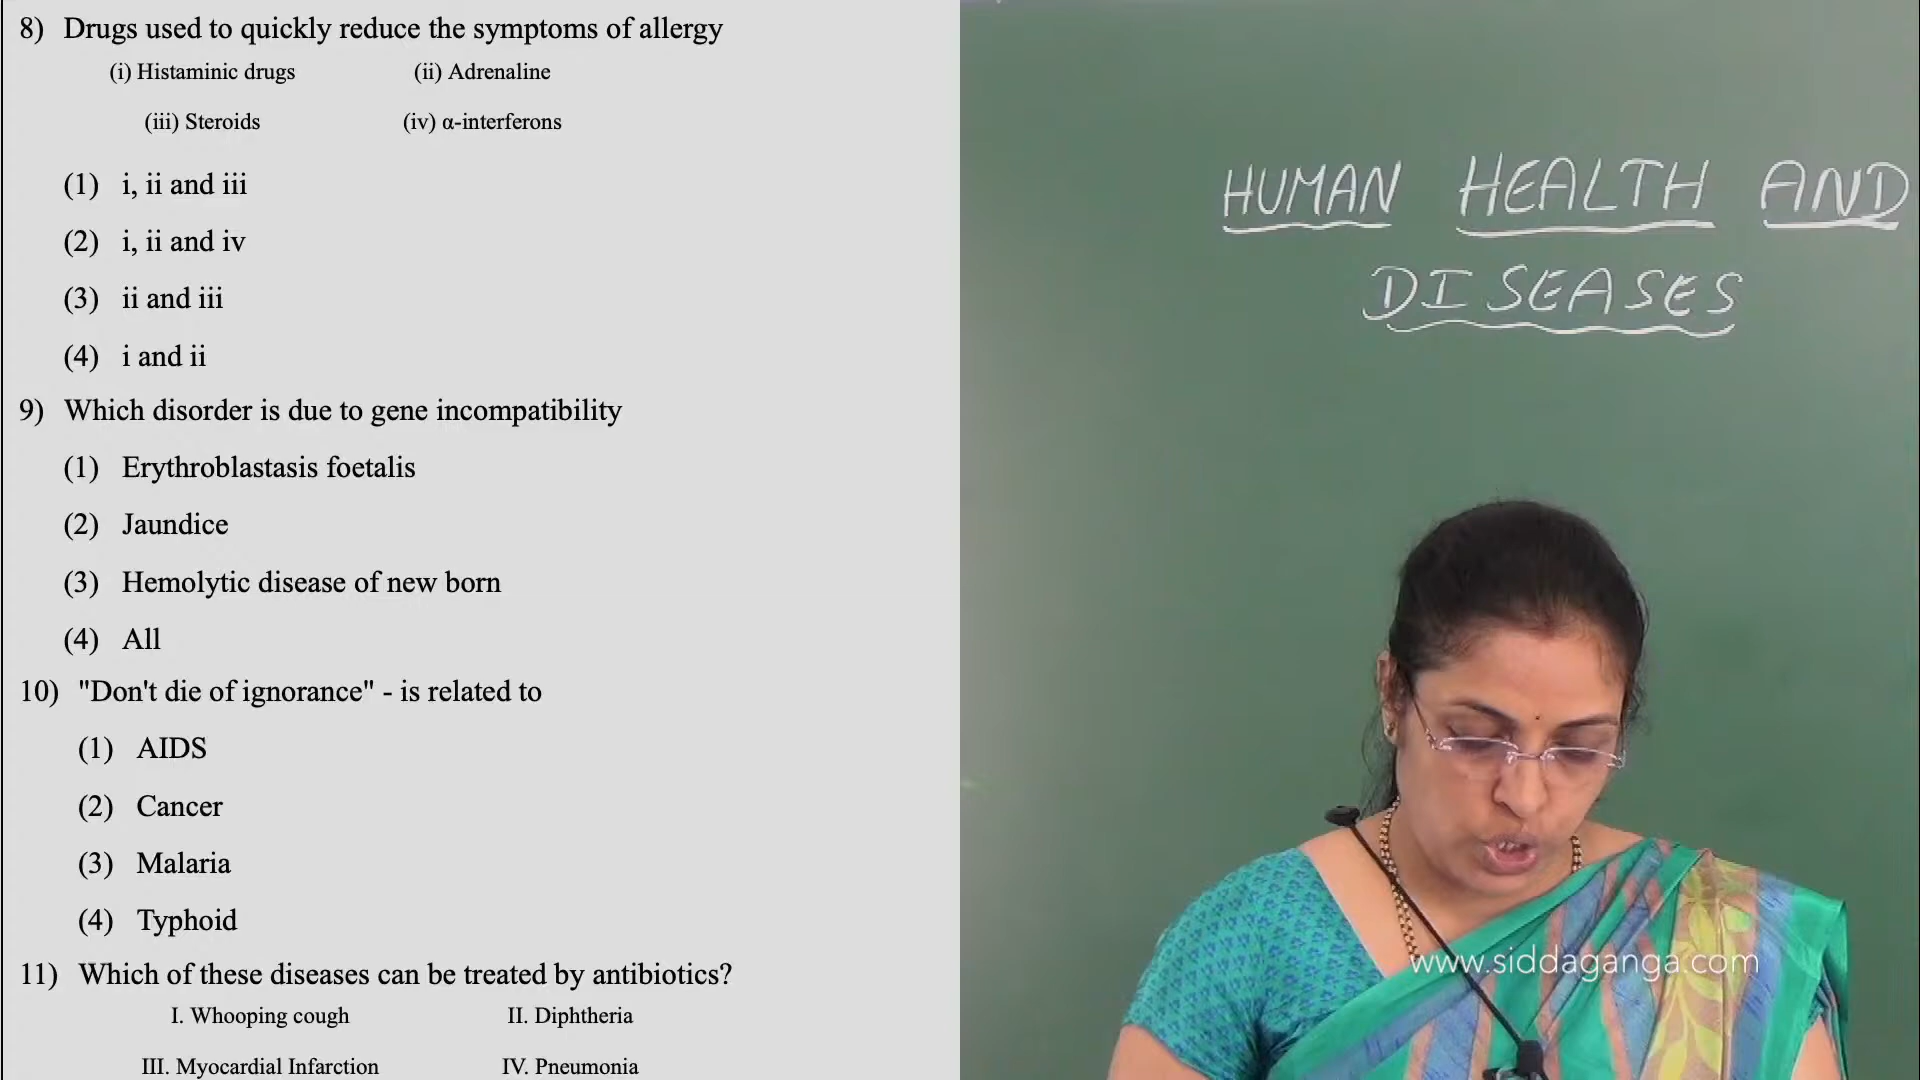 8) Drugs used to quickly reduce the symptoms of allergy
(i) Histaminic drugs (ii) Adrenaline
(iii) Steroids (iv) α-interferons
(1) i, ii and iii
(2) i, ii and iv
(3) ii and iii
(4) i and ii
9) Which disorder is due to gene incompatibility
(1) Erythroblastasis foetalis
(2) Jaundice
(3) Hemolytic disease of new born
(4) All
10) "Don't die of ignorance" - is related to
(1) AIDS
(2) Cancer
(3) Malaria
(4) Typhoid
11) Which of these diseases can be treated by antibiotics?
I. Whooping cough II. Diphtheria
III. Myocardial Infarction IV. Pneumonia
HUMAN HEALTH AND
DISEASES
www.siddaganga.com